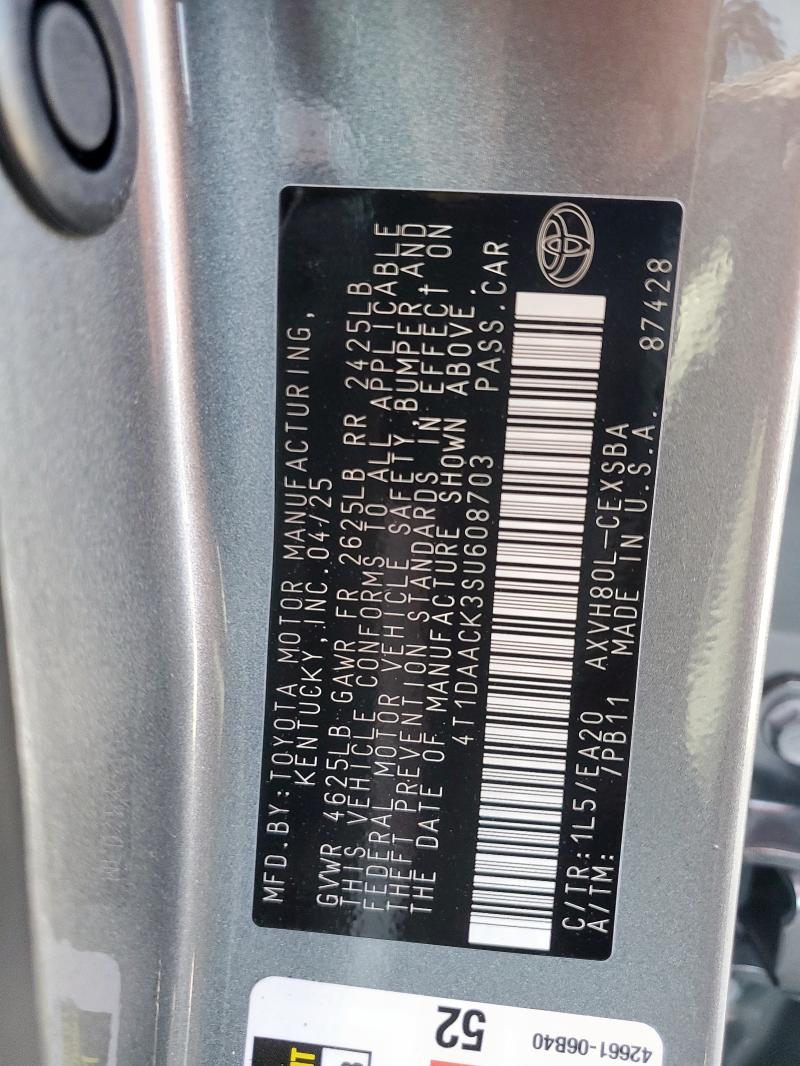 MFD.BY:TOYOTA MOTOR MANUFACTURING,
KENTUCKY,INC.04/25
GVWR 4625LB GAWR FR 2625LB RR 2425LB
THIS VEHICLE CONFORMS TO ALL APPLICABLE
FEDERAL MOTOR VEHICLE SAFETY,BUMPER,AND
THEFT PREVENTION STANDARDS IN EFFECT ON
THE DATE OF MANUFACTURE SHOWN ABOVE.
4T1DAACK3SU608703 PASS.CAR
C/TR:1L5/EA20 AXVH80L-CEXSBA
A/TM: /PB11 MADE IN U.S.A. 87428
52
42661-06B40